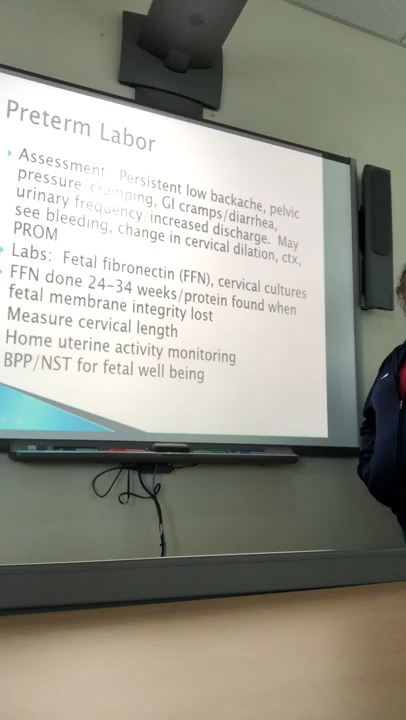 Preterm Labor
Assessment Persistent low backache, pelvic
pressure cramping, GI cramps/diarrhea,
urinary frequency/increased discharge. May
see bleeding, change in cervical dilation, ctx,
PROM
Labs: Fetal fibronectin (FFN), cervical cultures
FFN done 24-34 weeks/protein found when
fetal membrane integrity lost
Measure cervical length
Home uterine activity monitoring
BPP/NST for fetal well being